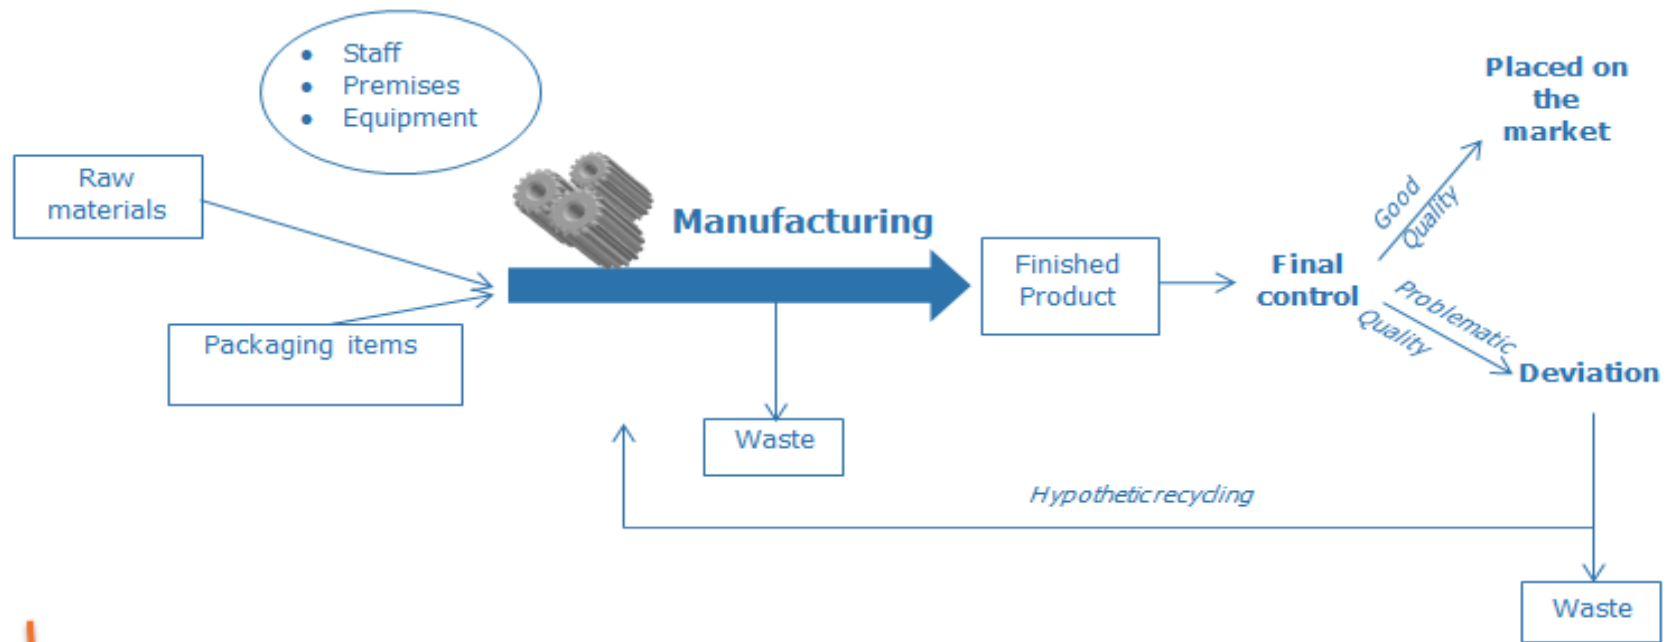 ● Staff
● Premises
● Equipment
Raw
materials
Packaging items
Manufacturing
Waste
Finished
Product
Final
control
Good
Quality
Placed on
the
market
Problematic
Quality
Deviation
Hypothetic recycling
Waste